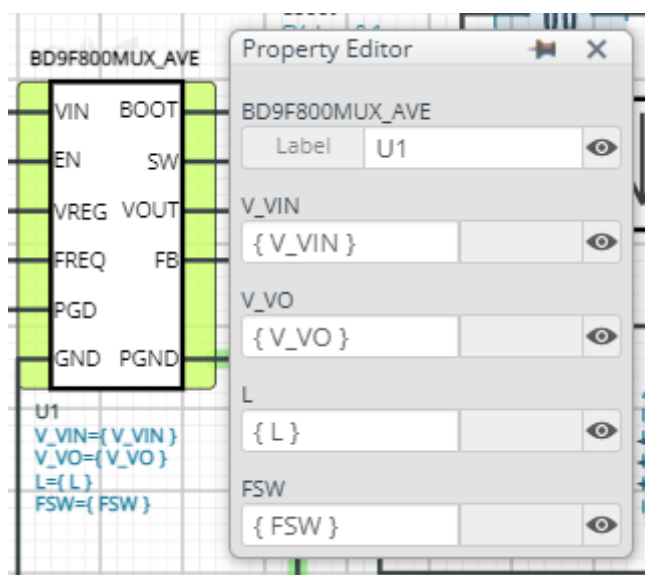 BD9F800MUX_AVE
VIN BOOT
EN SW
VREG VOUT
FREQ FB
PGD
GND PGND
U1
V_VIN={ V_VIN }
V_VO={ V_VO }
L={ L }
FSW={ FSW }
Property Editor
BD9F800MUX_AVE
Label U1
V_VIN
{ V_VIN }
V_VO
{ V_VO }
L
{ L }
FSW
{ FSW }